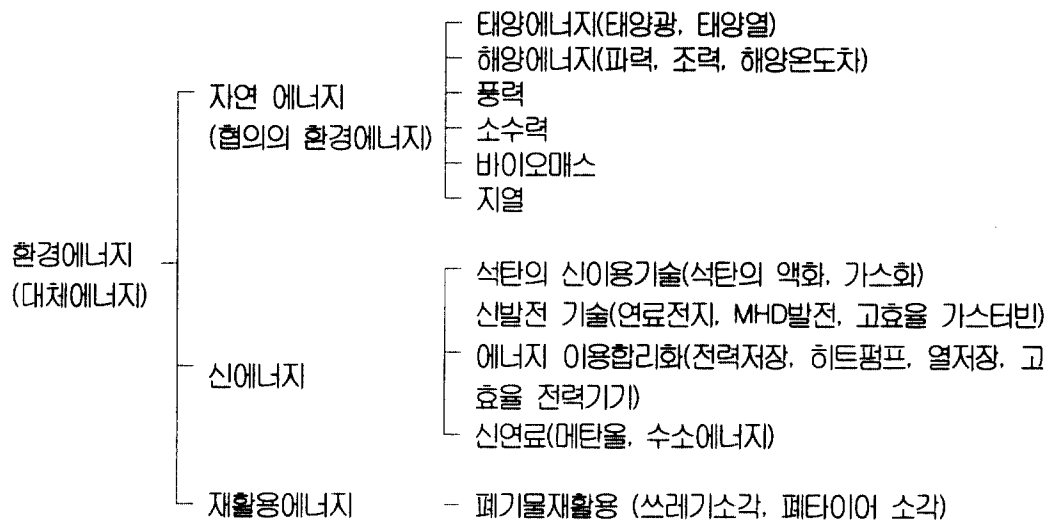 태양에너지(태양광, 태양열)
해양에너지(파력, 조력, 해양온도차)
자연 에너지
풍력
(협의의 환경에너지)
소수력
바이오매스
지열
환경에너지
(대체에너지)
석탄의 신이용기술(석탄의 액화, 가스화)
신발전 기술(연료전지, MHD발전, 고효율 가스터빈)
에너지 이용합리화(전력저장, 히트펌프, 열저장, 고
효율 전력기기)
신에너지
신연료(메탄올, 수소에너지)
재활용에너지 - 폐기물재활용 (쓰레기소각, 폐타이어 소각)